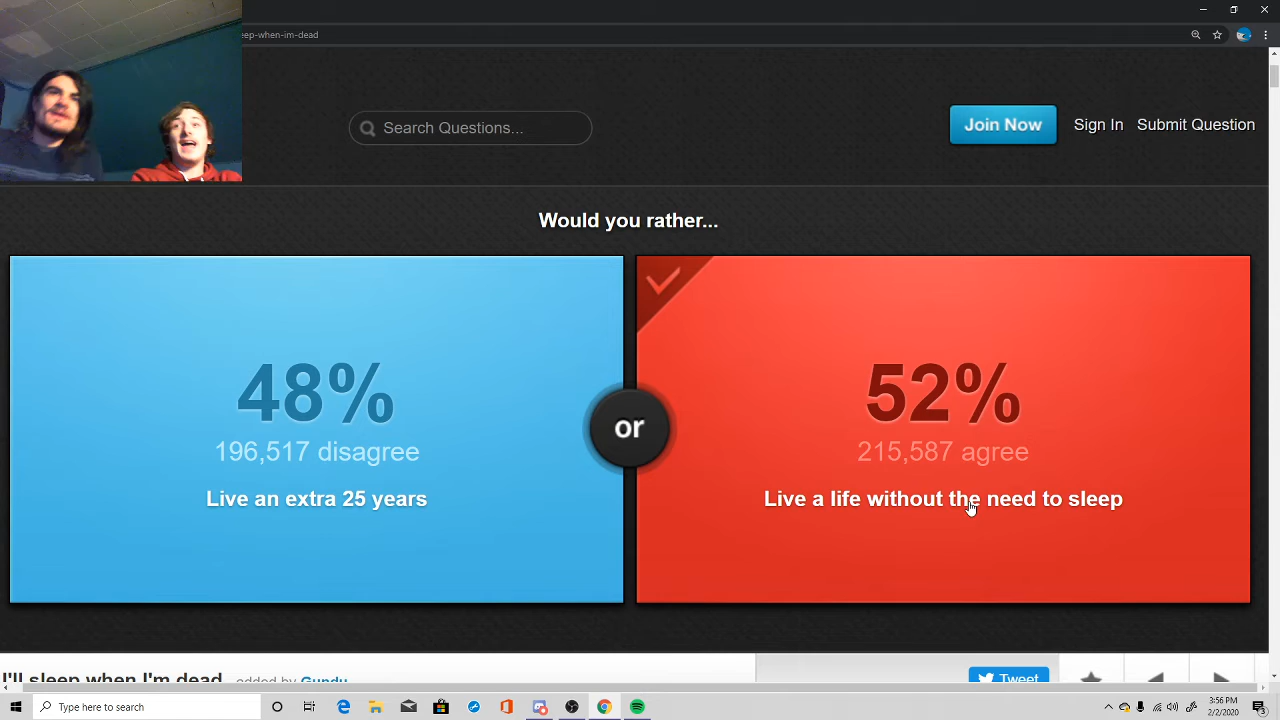 eep-when-im-dead
Search Questions...
Join Now
Sign In
Submit Question
Would you rather...
48%
196,517 disagree
Live an extra 25 years
or
52%
215,587 agree
Live a life without the need to sleep
I'll sleep when I'm dead
added by Gundu
Tweet
Type here to search
3:56 PM
2/2/2020
3